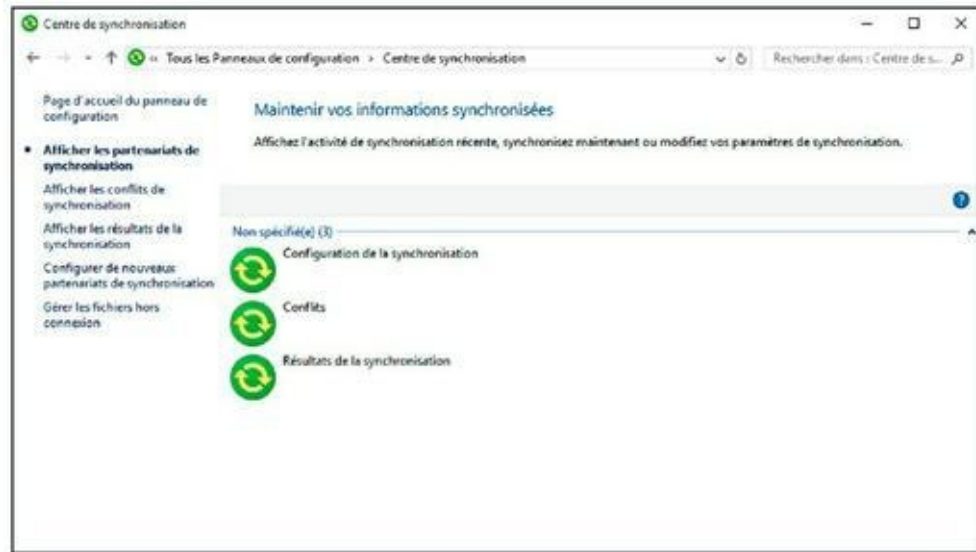 Centre de synchronisation
« Tous les Panneaux de configuration > Centre de synchronisation
Rechercher dans : Centre de s...
Page d'accueil du panneau de
configuration
Afficher les partenariats de
synchronisation
Afficher les conflits de
synchronisation
Afficher les résultats de la
synchronisation
Configurer de nouveaux
partenariats de synchronisation
Gérer les fichiers hors
connexion
Maintenir vos informations synchronisées
Affichez l'activité de synchronisation récente, synchronisez maintenant ou modifiez vos paramètres de synchronisation.
Non spécifié(e) (3)
Configuration de la synchronisation
Conflits
Résultats de la synchronisation